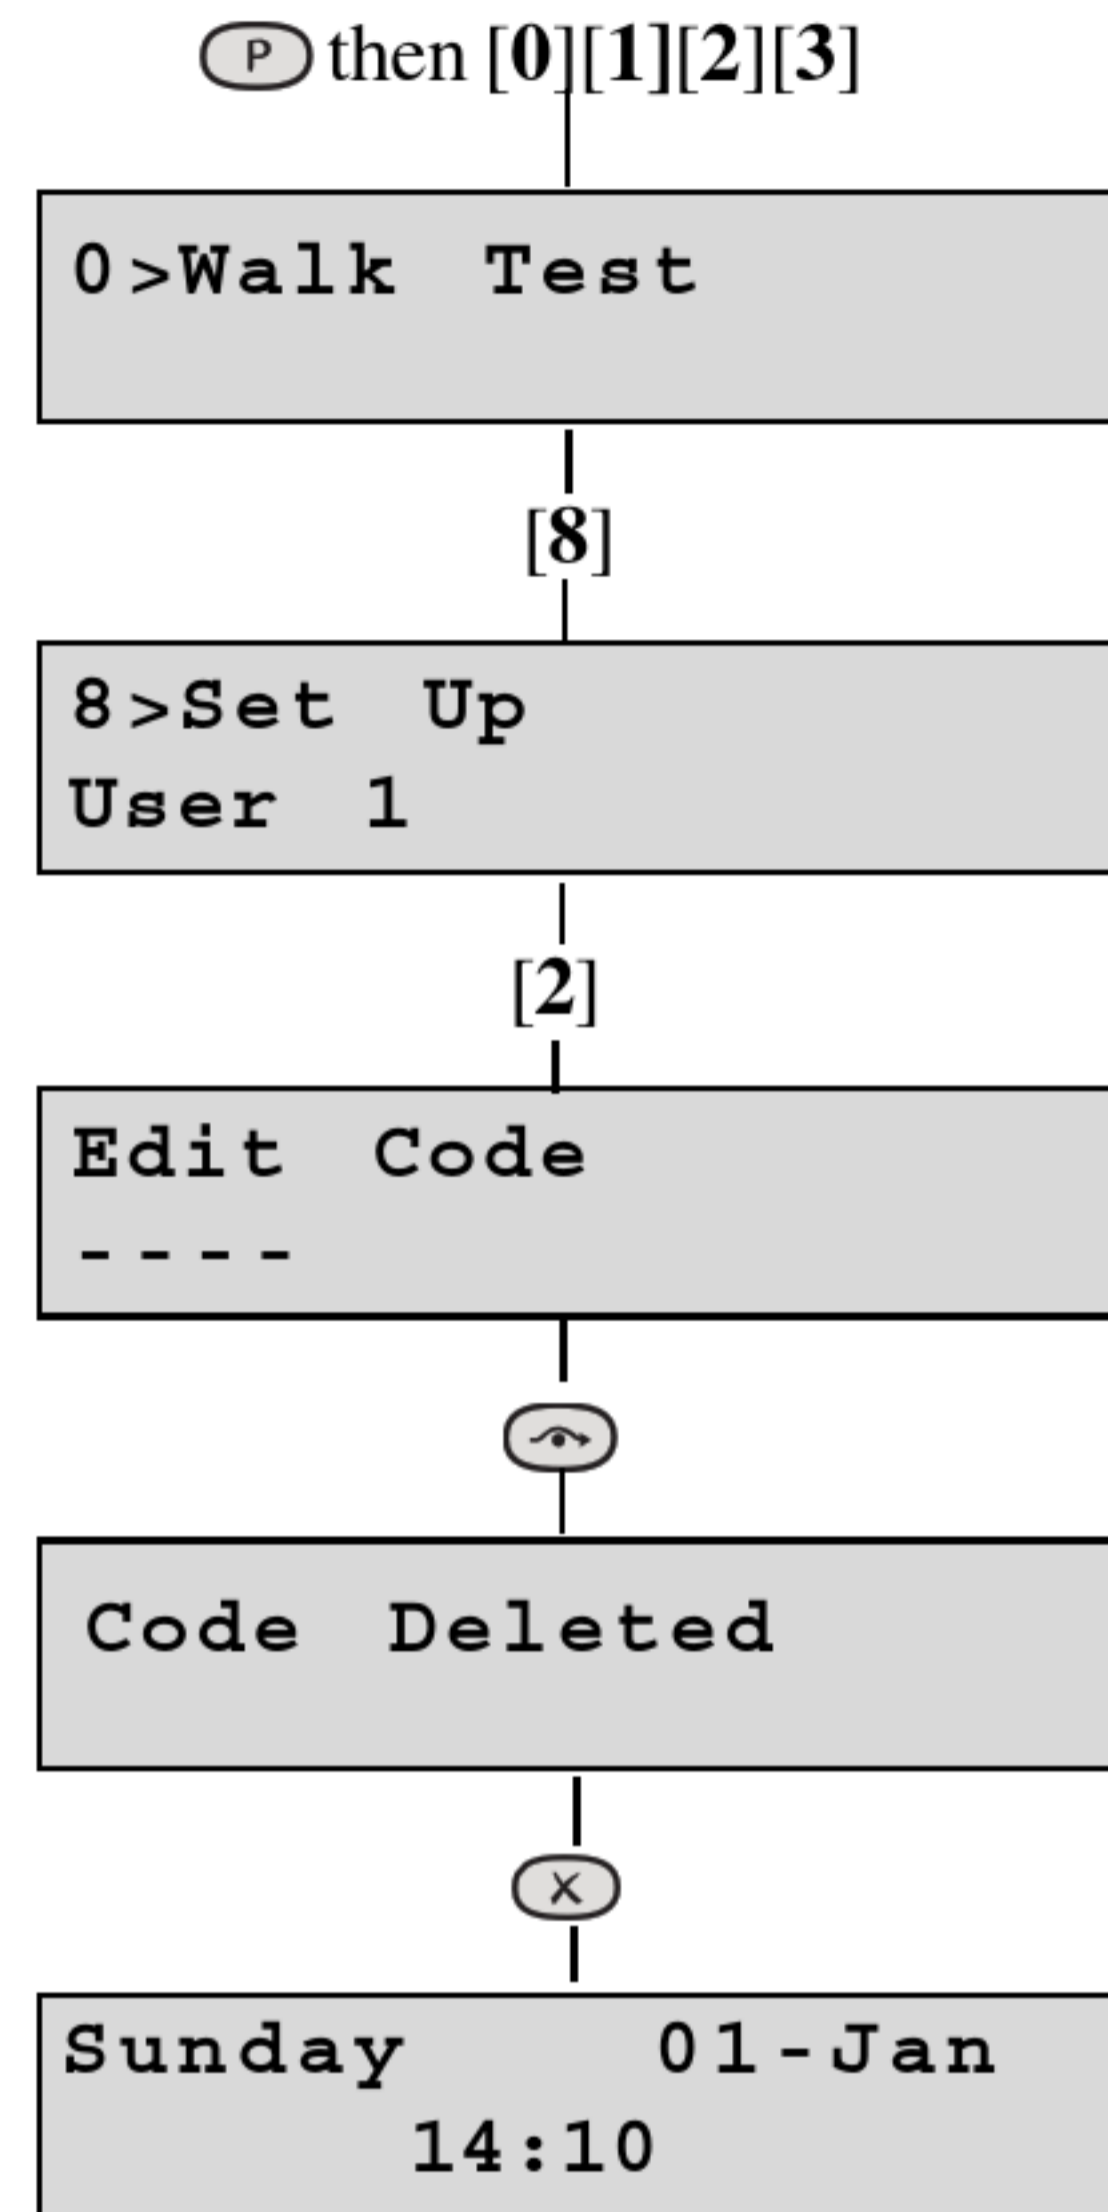 P then [0][1][2][3]
0>Walk Test
[8]
8>Set Up
User 1
[2]
Edit Code
----
Code Deleted
X
Sunday 01-Jan
14:10